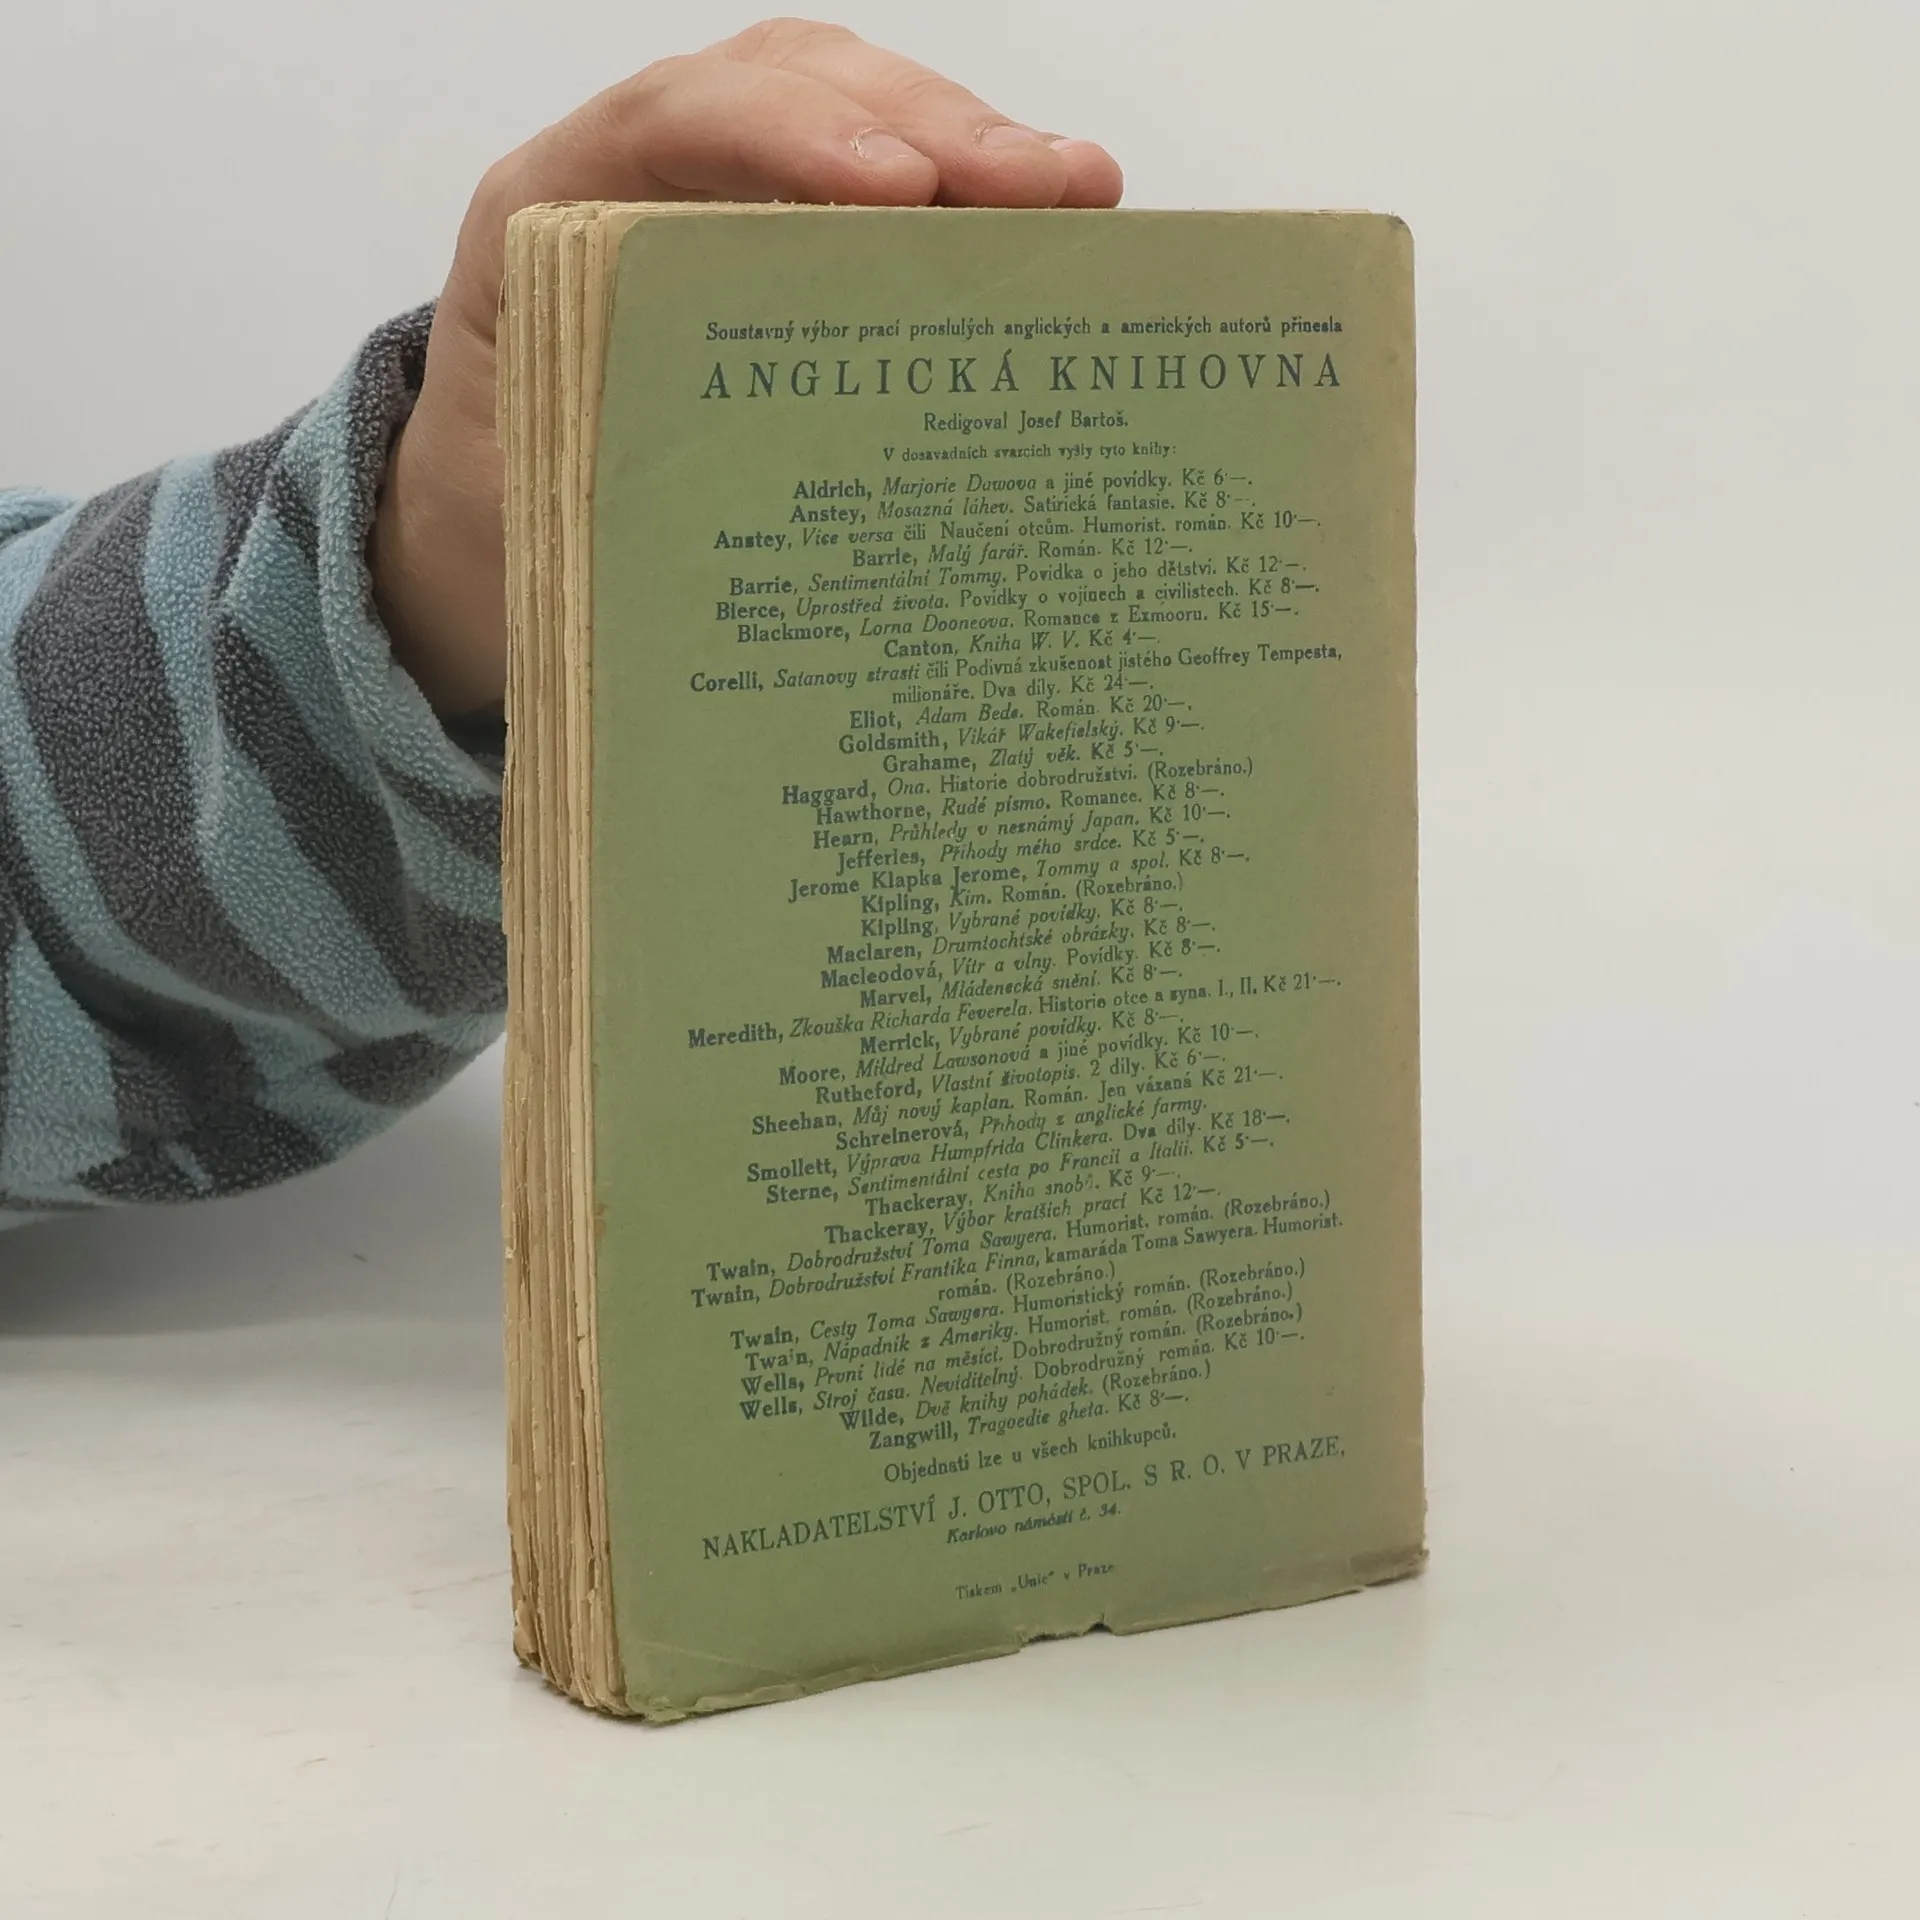 Soustavný výbor prací proslulých anglických a amerických autorů přinesla
ANGLICKÁ KNIHOVNA
Redigoval Josef Bartoš.
V dosavadních svazcích vyšly tyto knihy:
Aldrich, Marjorie Dawova a jiné povídky. Kč 6·—.
Anstey, Mosazná láhev. Satirická fantasie. Kč 8·—.
Anstey, Vice versa čili Naučení otcům. Humorist. román. Kč 10·—.
Barrie, Malý farář. Román. Kč 12·—.
Barrie, Sentimentální Tommy. Povídka o jeho dětství. Kč 12·—.
Bierce, Uprostřed života. Povídky o vojínech a civilistech. Kč 8·—.
Blackmore, Lorna Dooneova. Romance z Exmooru. Kč 15·—.
Canton, Kniha W. V. Kč 4·—.
Corelli, Satanovy strasti čili Podivná zkušenost jistého Geoffrey Tempesta,
milionáře. Dva díly. Kč 24·—.
Eliot, Adam Bede. Román. Kč 20·—.
Goldsmith, Vikář Wakefielský. Kč 9·—.
Grahame, Zlatý věk. Kč 5·—.
Haggard, Ona. Historie dobrodružství. (Rozebráno.)
Hawthorne, Rudé písmo. Romance. Kč 8·—.
Hearn, Průhledy v neznámý Japan. Kč 10·—.
Jefferies, Příhody mého srdce. Kč 5·—.
Jerome Klapka Jerome, Tommy a spol. Kč 8·—.
Kipling, Kim. Román. (Rozebráno.)
Kipling, Vybrané povídky. Kč 8·—.
Maclaren, Drumtochtské obrázky. Kč 8·—.
Macleodová, Vítr a vlny. Povídky. Kč 8·—.
Marvel, Mládenecká snění. Kč 8·—.
Meredith, Zkouška Richarda Feverela. Historie otce a syna. I., II. Kč 21·—.
Merrick, Vybrané povídky. Kč 8·—.
Moore, Mildred Lawsonová a jiné povídky. Kč 10·—.
Rutheford, Vlastní životopis. 2 díly. Kč 6·—.
Sheehan, Můj nový kaplan. Román. Jen vázaná Kč 21·—.
Schreinerová, Příhody z anglické farmy.
Smollett, Výprava Humpfrida Clinkera. Dva díly. Kč 18·—.
Sterne, Sentimentální cesta po Francii a Italii. Kč 5·—.
Thackeray, Kniha snobů. Kč 9·—.
Thackeray, Výbor kratších prací Kč 12·—.
Twain, Dobrodružství Toma Sawyera. Humorist. román. (Rozebráno.)
Twain, Dobrodružství Frantíka Finna, kamaráda Toma Sawyera. Humorist.
román. (Rozebráno.)
Twain, Cesty Toma Sawyera. Humoristický román. (Rozebráno.)
Twain, Nápadník z Ameriky. Humorist. román. (Rozebráno.)
Wells, První lidé na měsíci. Dobrodružný román. (Rozebráno.)
Wells, Stroj času. Neviditelný. Dobrodružný román. Kč 10·—.
Wilde, Dvě knihy pohádek. (Rozebráno.)
Zangwill, Tragoedie gheta. Kč 8·—.
Objednati lze u všech knihkupců.
NAKLADATELSTVÍ J. OTTO, SPOL. S R. O. V PRAZE,
Karlovo náměstí č. 34.
Tiskem „Unie" v Praze.